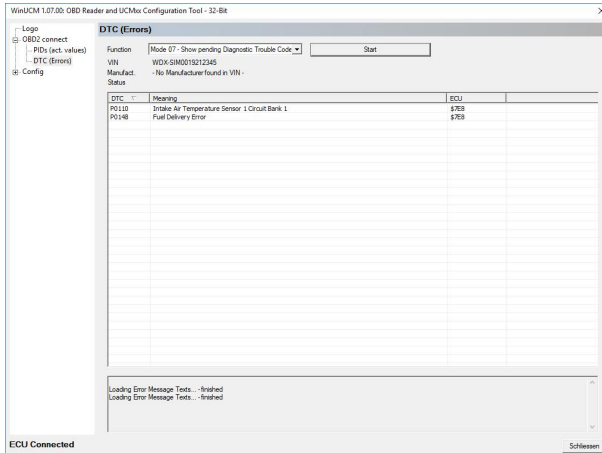 WinUCM 1.07.00: OBD Reader and UCMxx Configuration Tool - 32-Bit
Logo
OBD2 connect
PIDs (act. values)
DTC (Errors)
Config
DTC (Errors)
Function Mode 07 - Show pending Diagnostic Trouble Code Start
VIN WDX-SIM0019212345
Manufact. - No Manufacturer found in VIN -
Status
DTC Meaning ECU
P0110 Intake Air Temperature Sensor 1 Circuit Bank 1 $7E8
P0148 Fuel Delivery Error $7E8
Loading Error Message Texts... - finished
Loading Error Message Texts... - finished
ECU Connected Schliessen